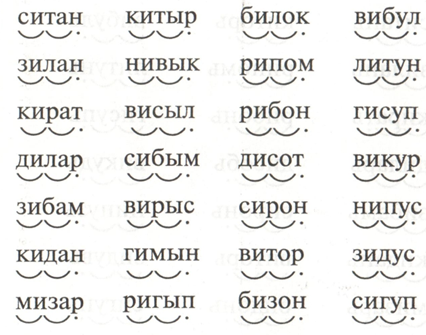 ситан китыр билок вибул
зилан нивык рипом литун
кират висыл рибон гисуп
дилар сибым дисот викур
зибам вирыс сирон нипус
кидан гимын витор зидус
мизар ригып бизон сигуп